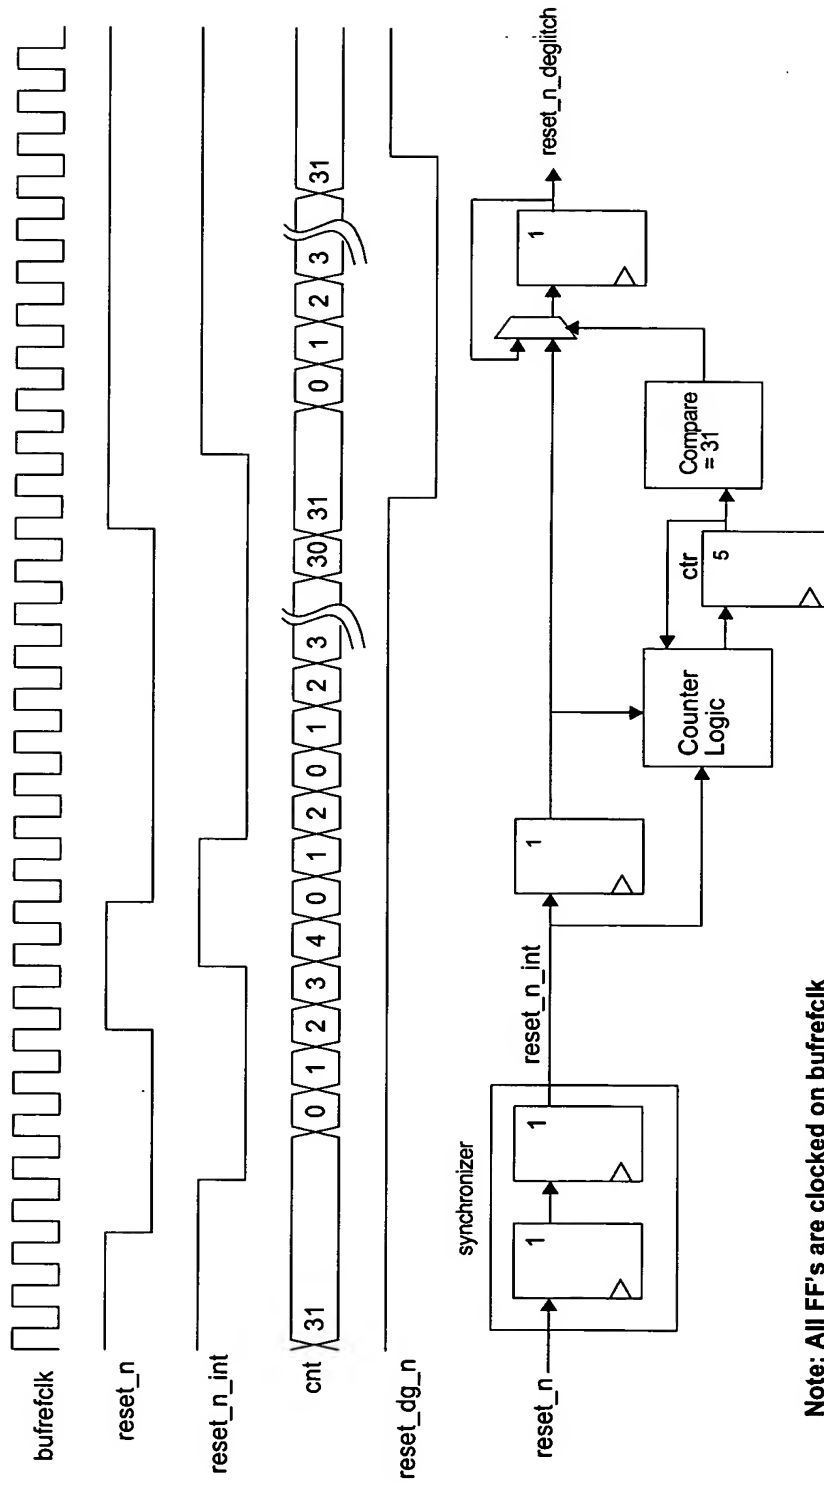 bufrefclk
reset_n
reset_n_int
cnt
31 0 1 2 3 4 0 1 2 0 1 2 3 30 31 0 1 2 3 31
reset_dg_n
synchronizer
reset_n
1
1
reset_n_int
1
Counter
Logic
ctr
5
Compare
= 31
1
reset_n_deglitch
Note: All FF's are clocked on bufrefclk